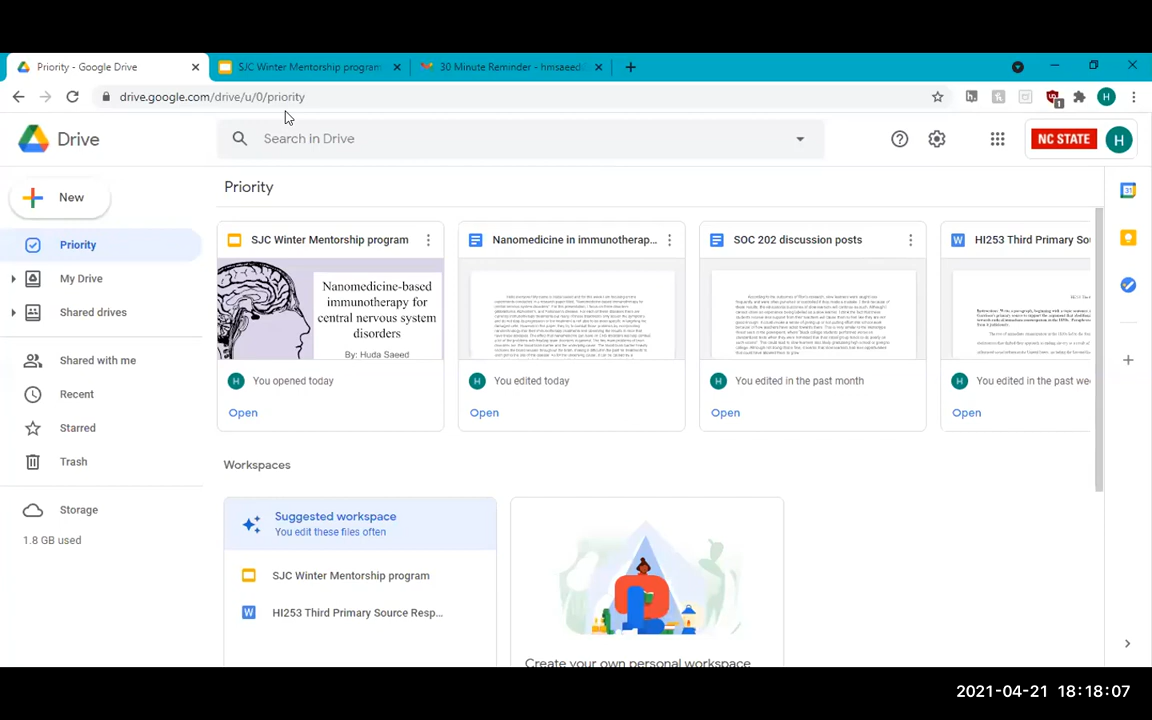 Priority - Google Drive
SJC Winter Mentorship program
30 Minute Reminder - hmsaeed
drive.google.com/drive/u/0/priority
Drive
Search in Drive
NC STATE
H
New
Priority
My Drive
Shared drives
Shared with me
Recent
Starred
Trash
Storage
1.8 GB used
Priority
SJC Winter Mentorship program
Nanomedicine-based
immunotherapy for
central nervous system
disorders
By: Huda Saeed
You opened today
Open
Nanomedicine in immunotherap...
You edited today
Open
SOC 202 discussion posts
You edited in the past month
Open
HI253 Third Primary So
You edited in the past we
Open
Workspaces
Suggested workspace
You edit these files often
SJC Winter Mentorship program
HI253 Third Primary Source Resp...
Create your own personal workspace
2021-04-21 18:18:07